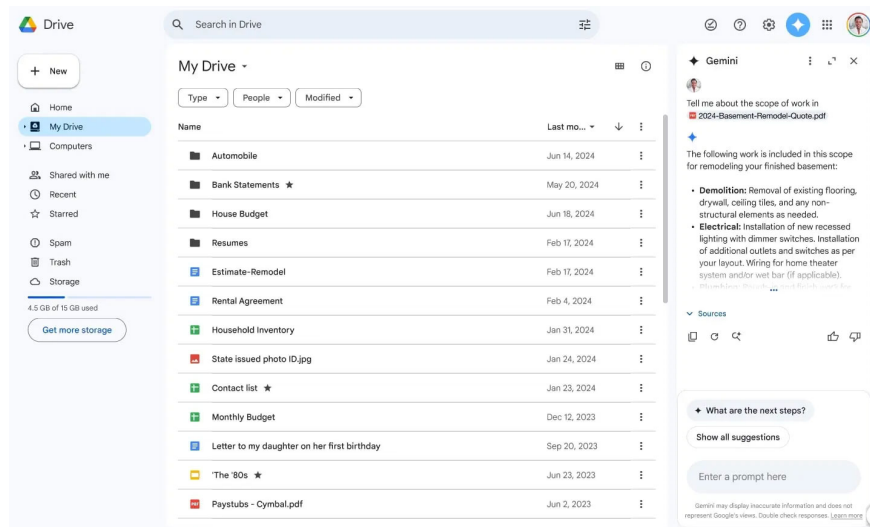 Drive
Search in Drive
New
Home
My Drive
Computers
Shared with me
Recent
Starred
Spam
Trash
Storage
4.5 GB of 15 GB used
Get more storage
My Drive
Type
People
Modified
Name
Last mo...
Automobile
Jun 14, 2024
Bank Statements
May 20, 2024
House Budget
Jun 18, 2024
Resumes
Feb 17, 2024
Estimate-Remodel
Feb 17, 2024
Rental Agreement
Feb 4, 2024
Household Inventory
Jan 31, 2024
State issued photo ID.jpg
Jan 24, 2024
Contact list
Jan 23, 2024
Monthly Budget
Dec 12, 2023
Letter to my daughter on her first birthday
Sep 20, 2023
'The '80s
Jun 23, 2023
Paystubs - Cymbal.pdf
Jun 2, 2023
Gemini
Tell me about the scope of work in
2024-Basement-Remodel-Quote.pdf
The following work is included in this scope
for remodeling your finished basement:
• Demolition: Removal of existing flooring,
drywall, ceiling tiles, and any non-
structural elements as needed.
• Electrical: Installation of new recessed
lighting with dimmer switches. Installation
of additional outlets and switches as per
your layout. Wiring for home theater
system and/or wet bar (if applicable).
Sources
What are the next steps?
Show all suggestions
Enter a prompt here
Gemini may display inaccurate information and does not
represent Google's views. Double check responses. Learn more